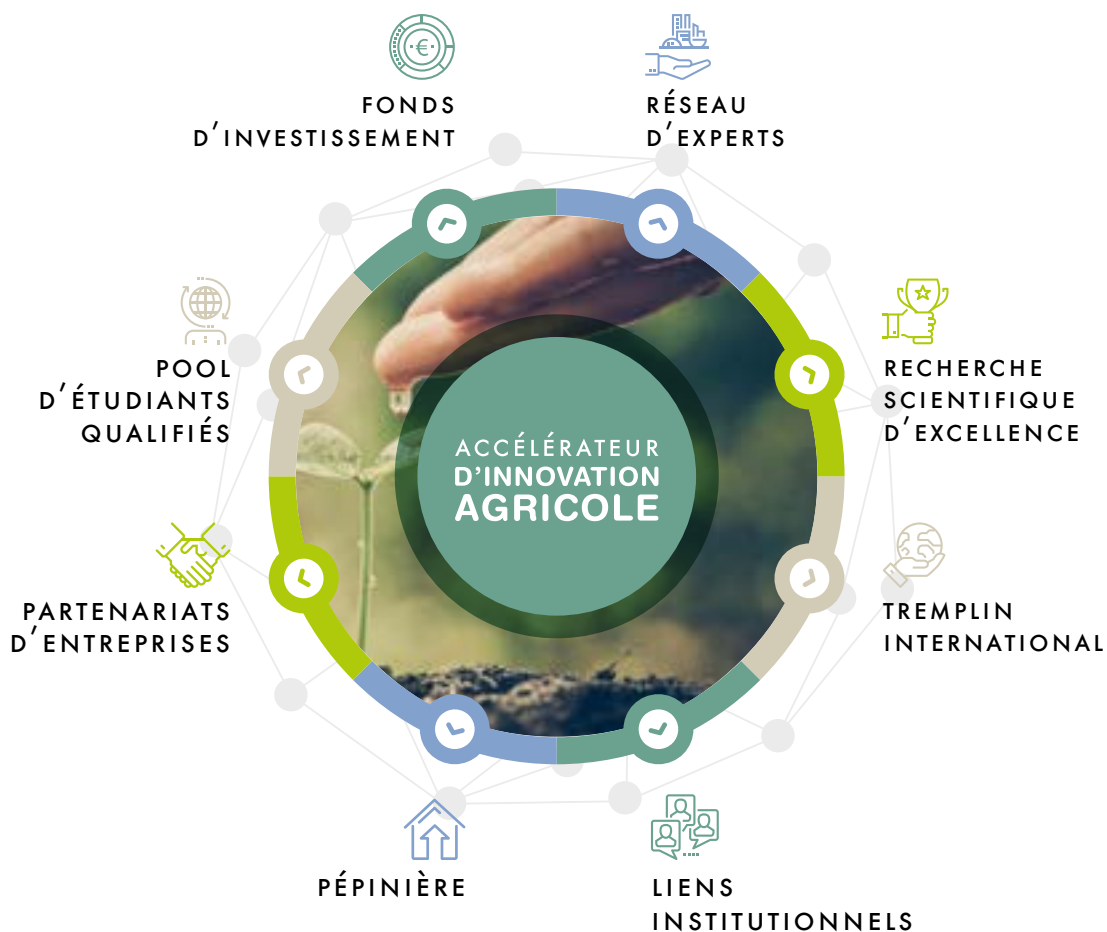 FONDS
D'INVESTISSEMENT
RÉSEAU
D'EXPERTS
POOL
D'ÉTUDIANTS
QUALIFIÉS
RECHERCHE
SCIENTIFIQUE
D'EXCELLENCE
ACCÉLÉRATEUR
D'INNOVATION
AGRICOLE
PARTENARIATS
D'ENTREPRISES
TREMPLIN
INTERNATIONAL
PÉPINIÈRE
LIENS
INSTITUTIONNELS